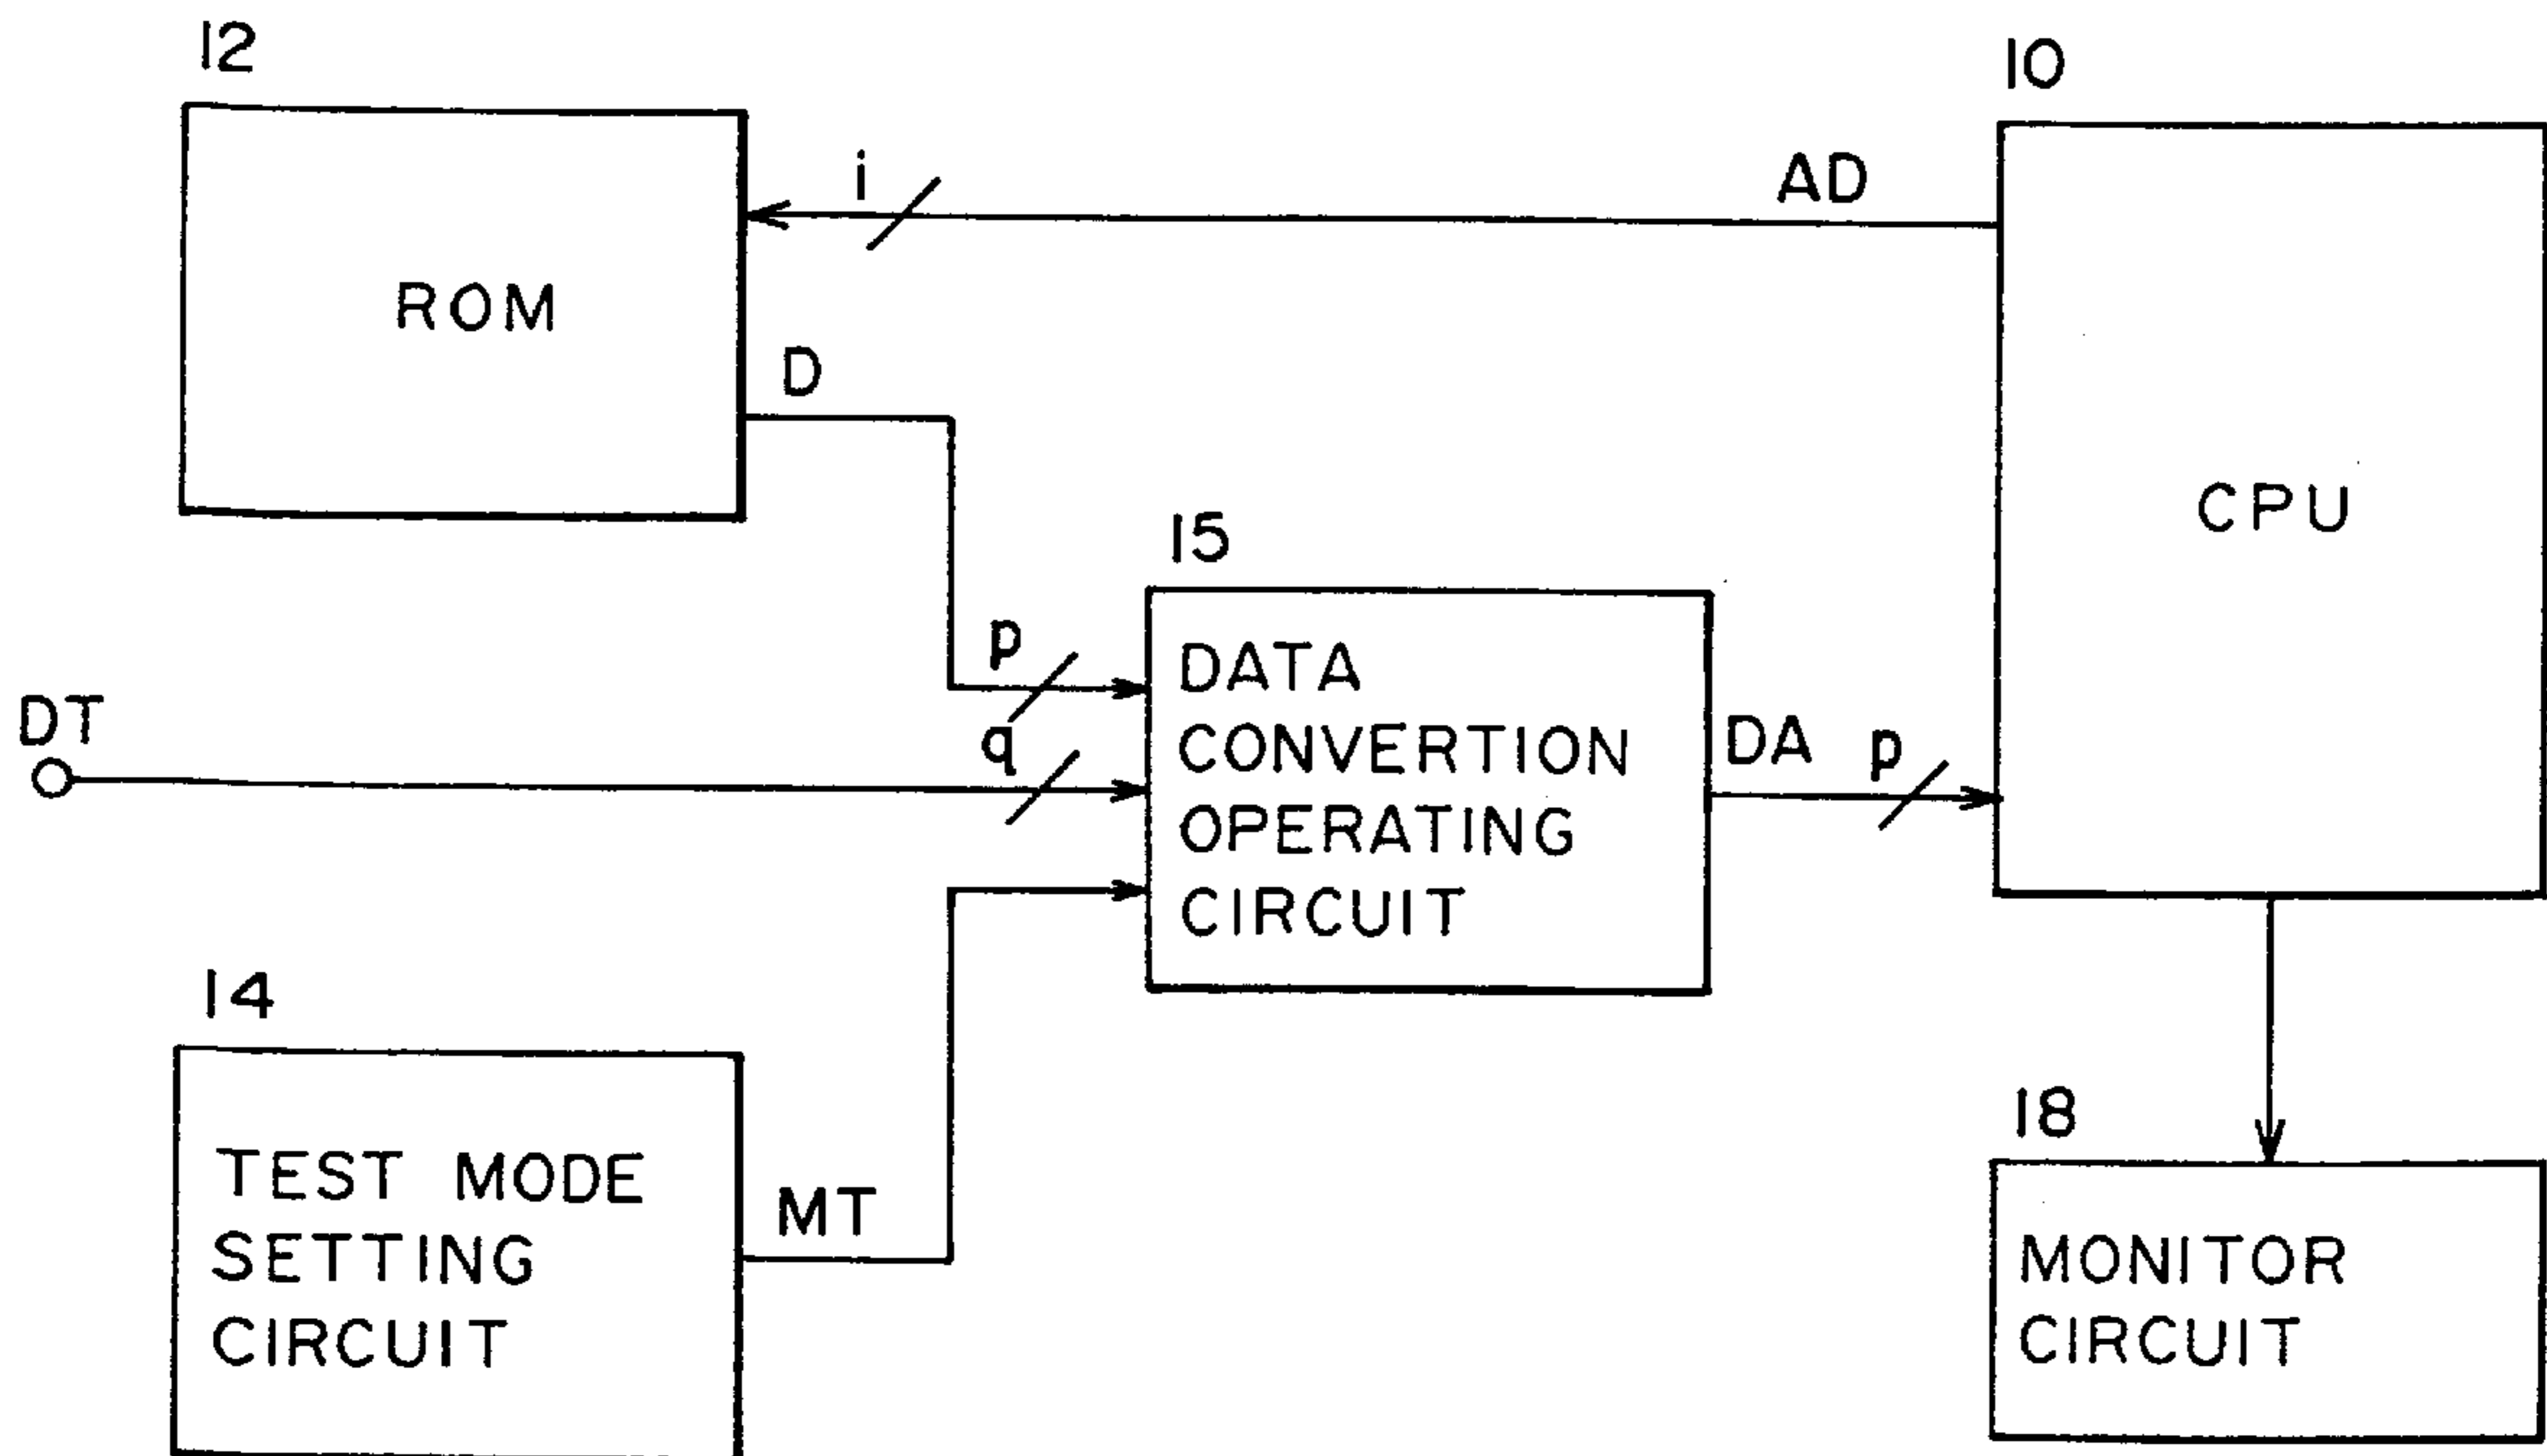 12
10
i
AD
ROM
D
CPU
15
p
DATA
CONVERTION
OPERATING
CIRCUIT
DT
q
DA
p
14
TEST MODE
SETTING
CIRCUIT
MT
18
MONITOR
CIRCUIT